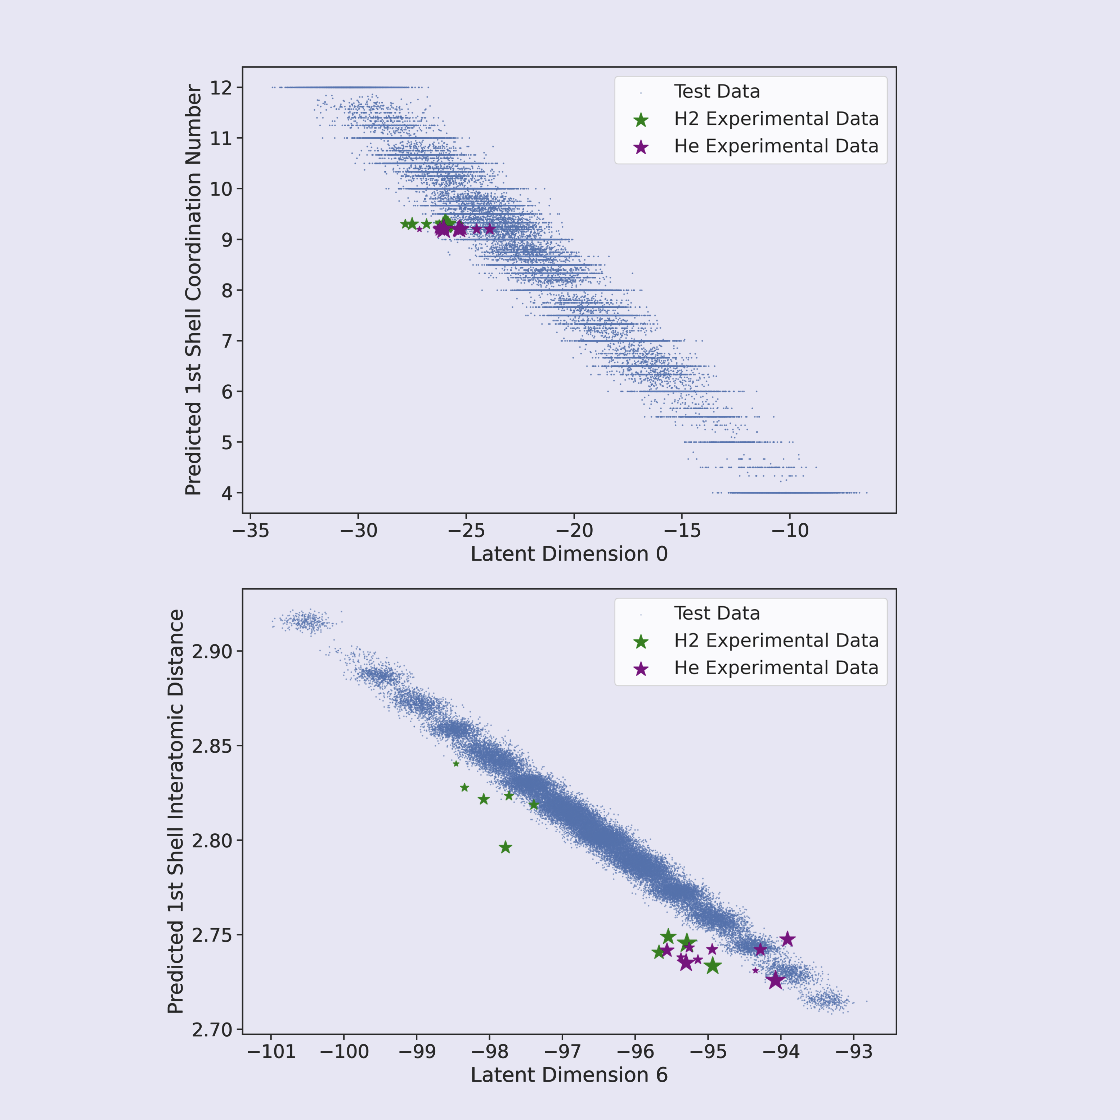 Predicted 1st Shell Coordination Number
12
11
10
9
8
7
6
5
4
Test Data
H2 Experimental Data
He Experimental Data
−35 −30 −25 −20 −15 −10
Latent Dimension 0
Predicted 1st Shell Interatomic Distance
2.90
2.85
2.80
2.75
2.70
Test Data
H2 Experimental Data
He Experimental Data
−101 −100 −99 −98 −97 −96 −95 −94 −93
Latent Dimension 6